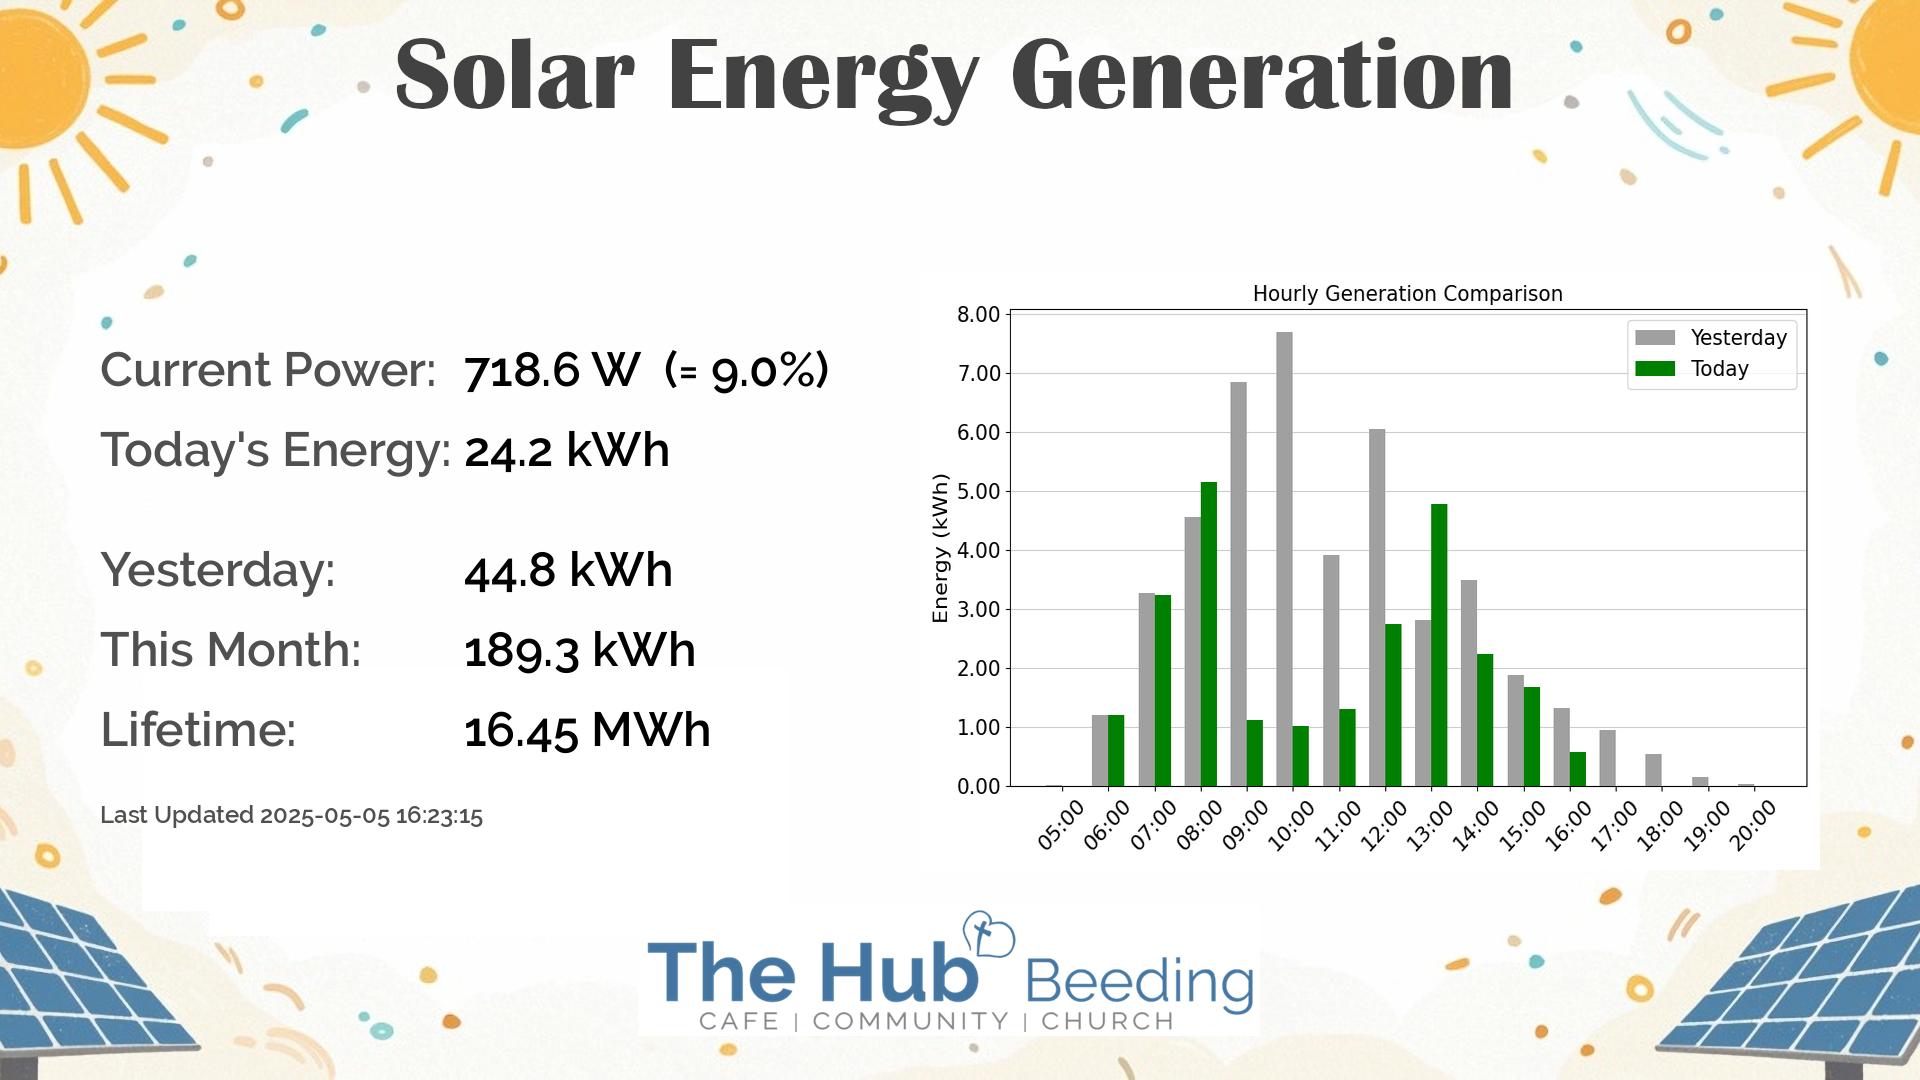 Solar Energy Generation
Current Power: 718.6 W (= 9.0%)
Today's Energy: 24.2 kWh
Yesterday: 44.8 kWh
This Month: 189.3 kWh
Lifetime: 16.45 MWh
Last Updated 2025-05-05 16:23:15
Hourly Generation Comparison
Yesterday
Today
Energy (kWh)
8.00
7.00
6.00
5.00
4.00
3.00
2.00
1.00
0.00
05:00 06:00 07:00 08:00 09:00 10:00 11:00 12:00 13:00 14:00 15:00 16:00 17:00 18:00 19:00 20:00
The Hub Beeding
CAFE | COMMUNITY | CHURCH